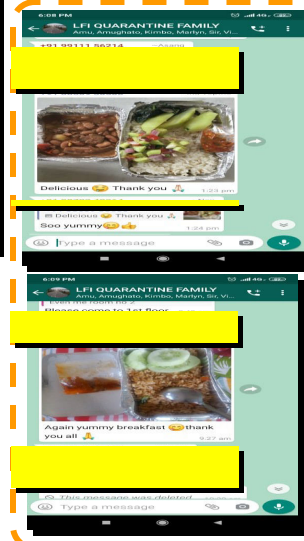 6:08 PM
LFI QUARANTINE FAMILY
Amu, Amughato, Kimbo, Marlyn, Sir, Vi...
+91 99111 56214 ~Asang
Delicious 😋 Thank you 🙏
1:23 pm
Delicious 😋 Thank you 🙏
Soo yummy😋👍
1:24 pm
Type a message
6:09 PM
LFI QUARANTINE FAMILY
Amu, Amughato, Kimbo, Marlyn, Sir, Vi...
Please come to 1st floor
Again yummy breakfast 😋thank
you all 🙏
9:27 am
This message was deleted
Type a message